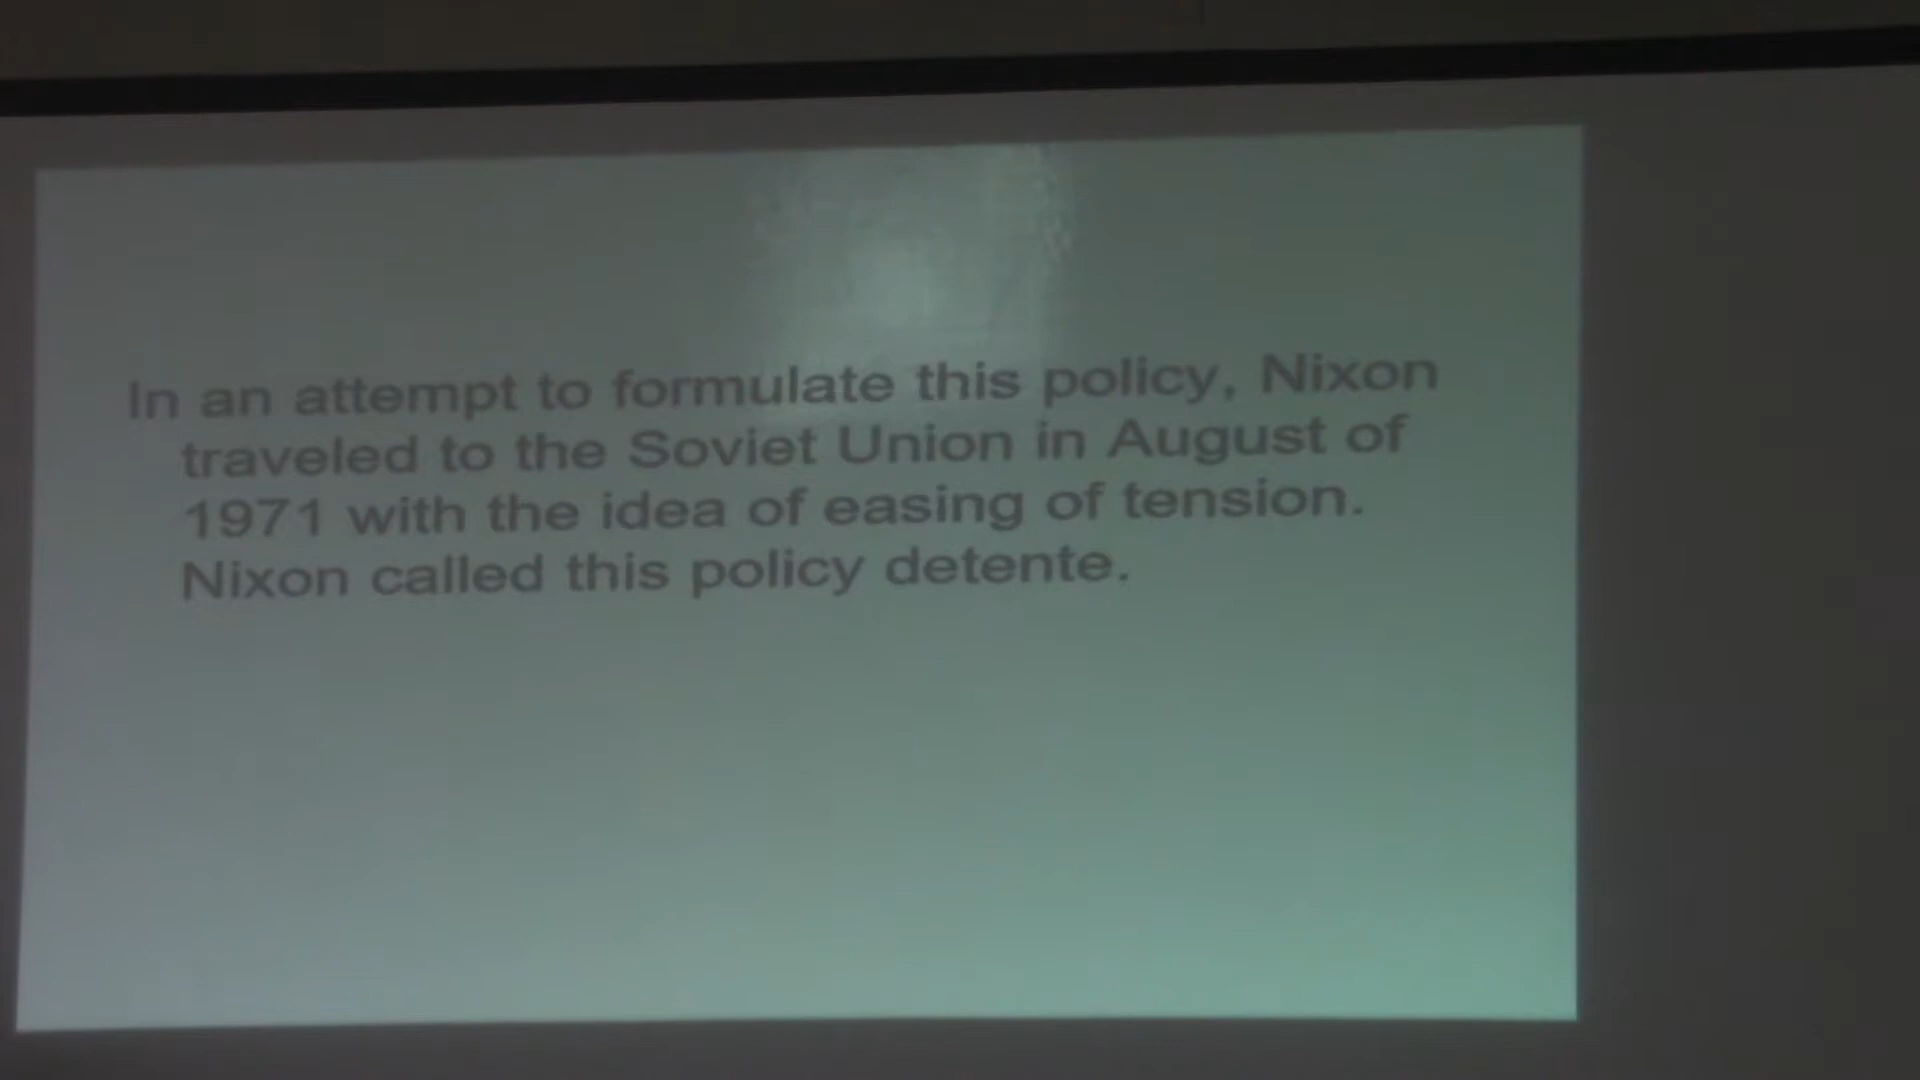 In an attempt to formulate this policy, Nixon
traveled to the Soviet Union in August of
1971 with the idea of easing of tension.
Nixon called this policy detente.